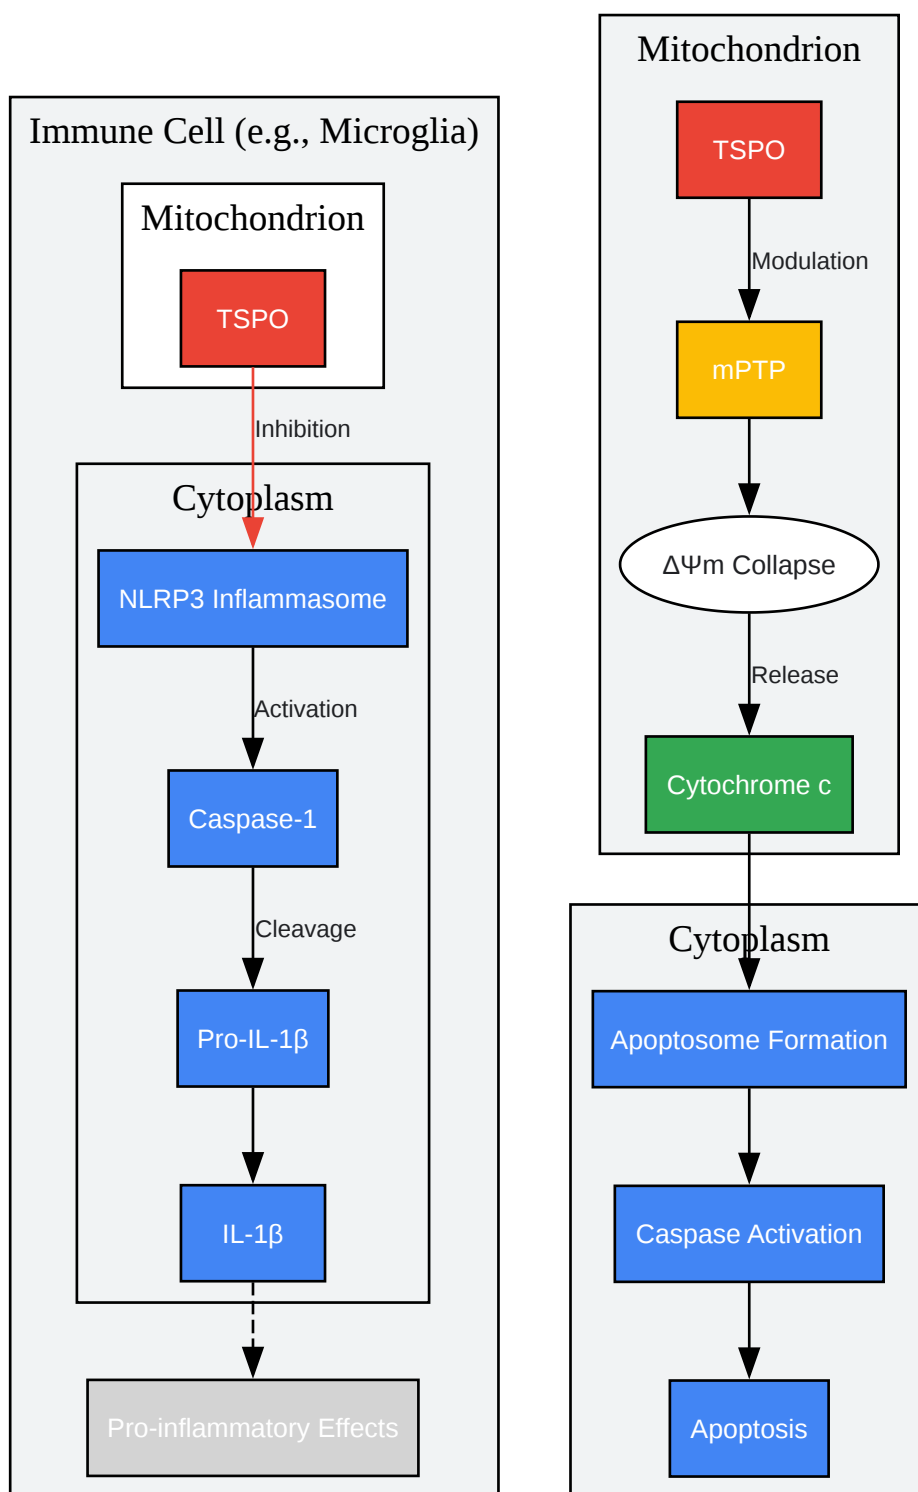 Immune Cell (e.g., Microglia)
Mitochondrion
TSPO
Inhibition
Cytoplasm
NLRP3 Inflammasome
Activation
Caspase-1
Cleavage
Pro-IL-1β
IL-1β
Pro-inflammatory Effects
Mitochondrion
TSPO
Modulation
mPTP
ΔΨm Collapse
Release
Cytochrome c
Cytoplasm
Apoptosome Formation
Caspase Activation
Apoptosis